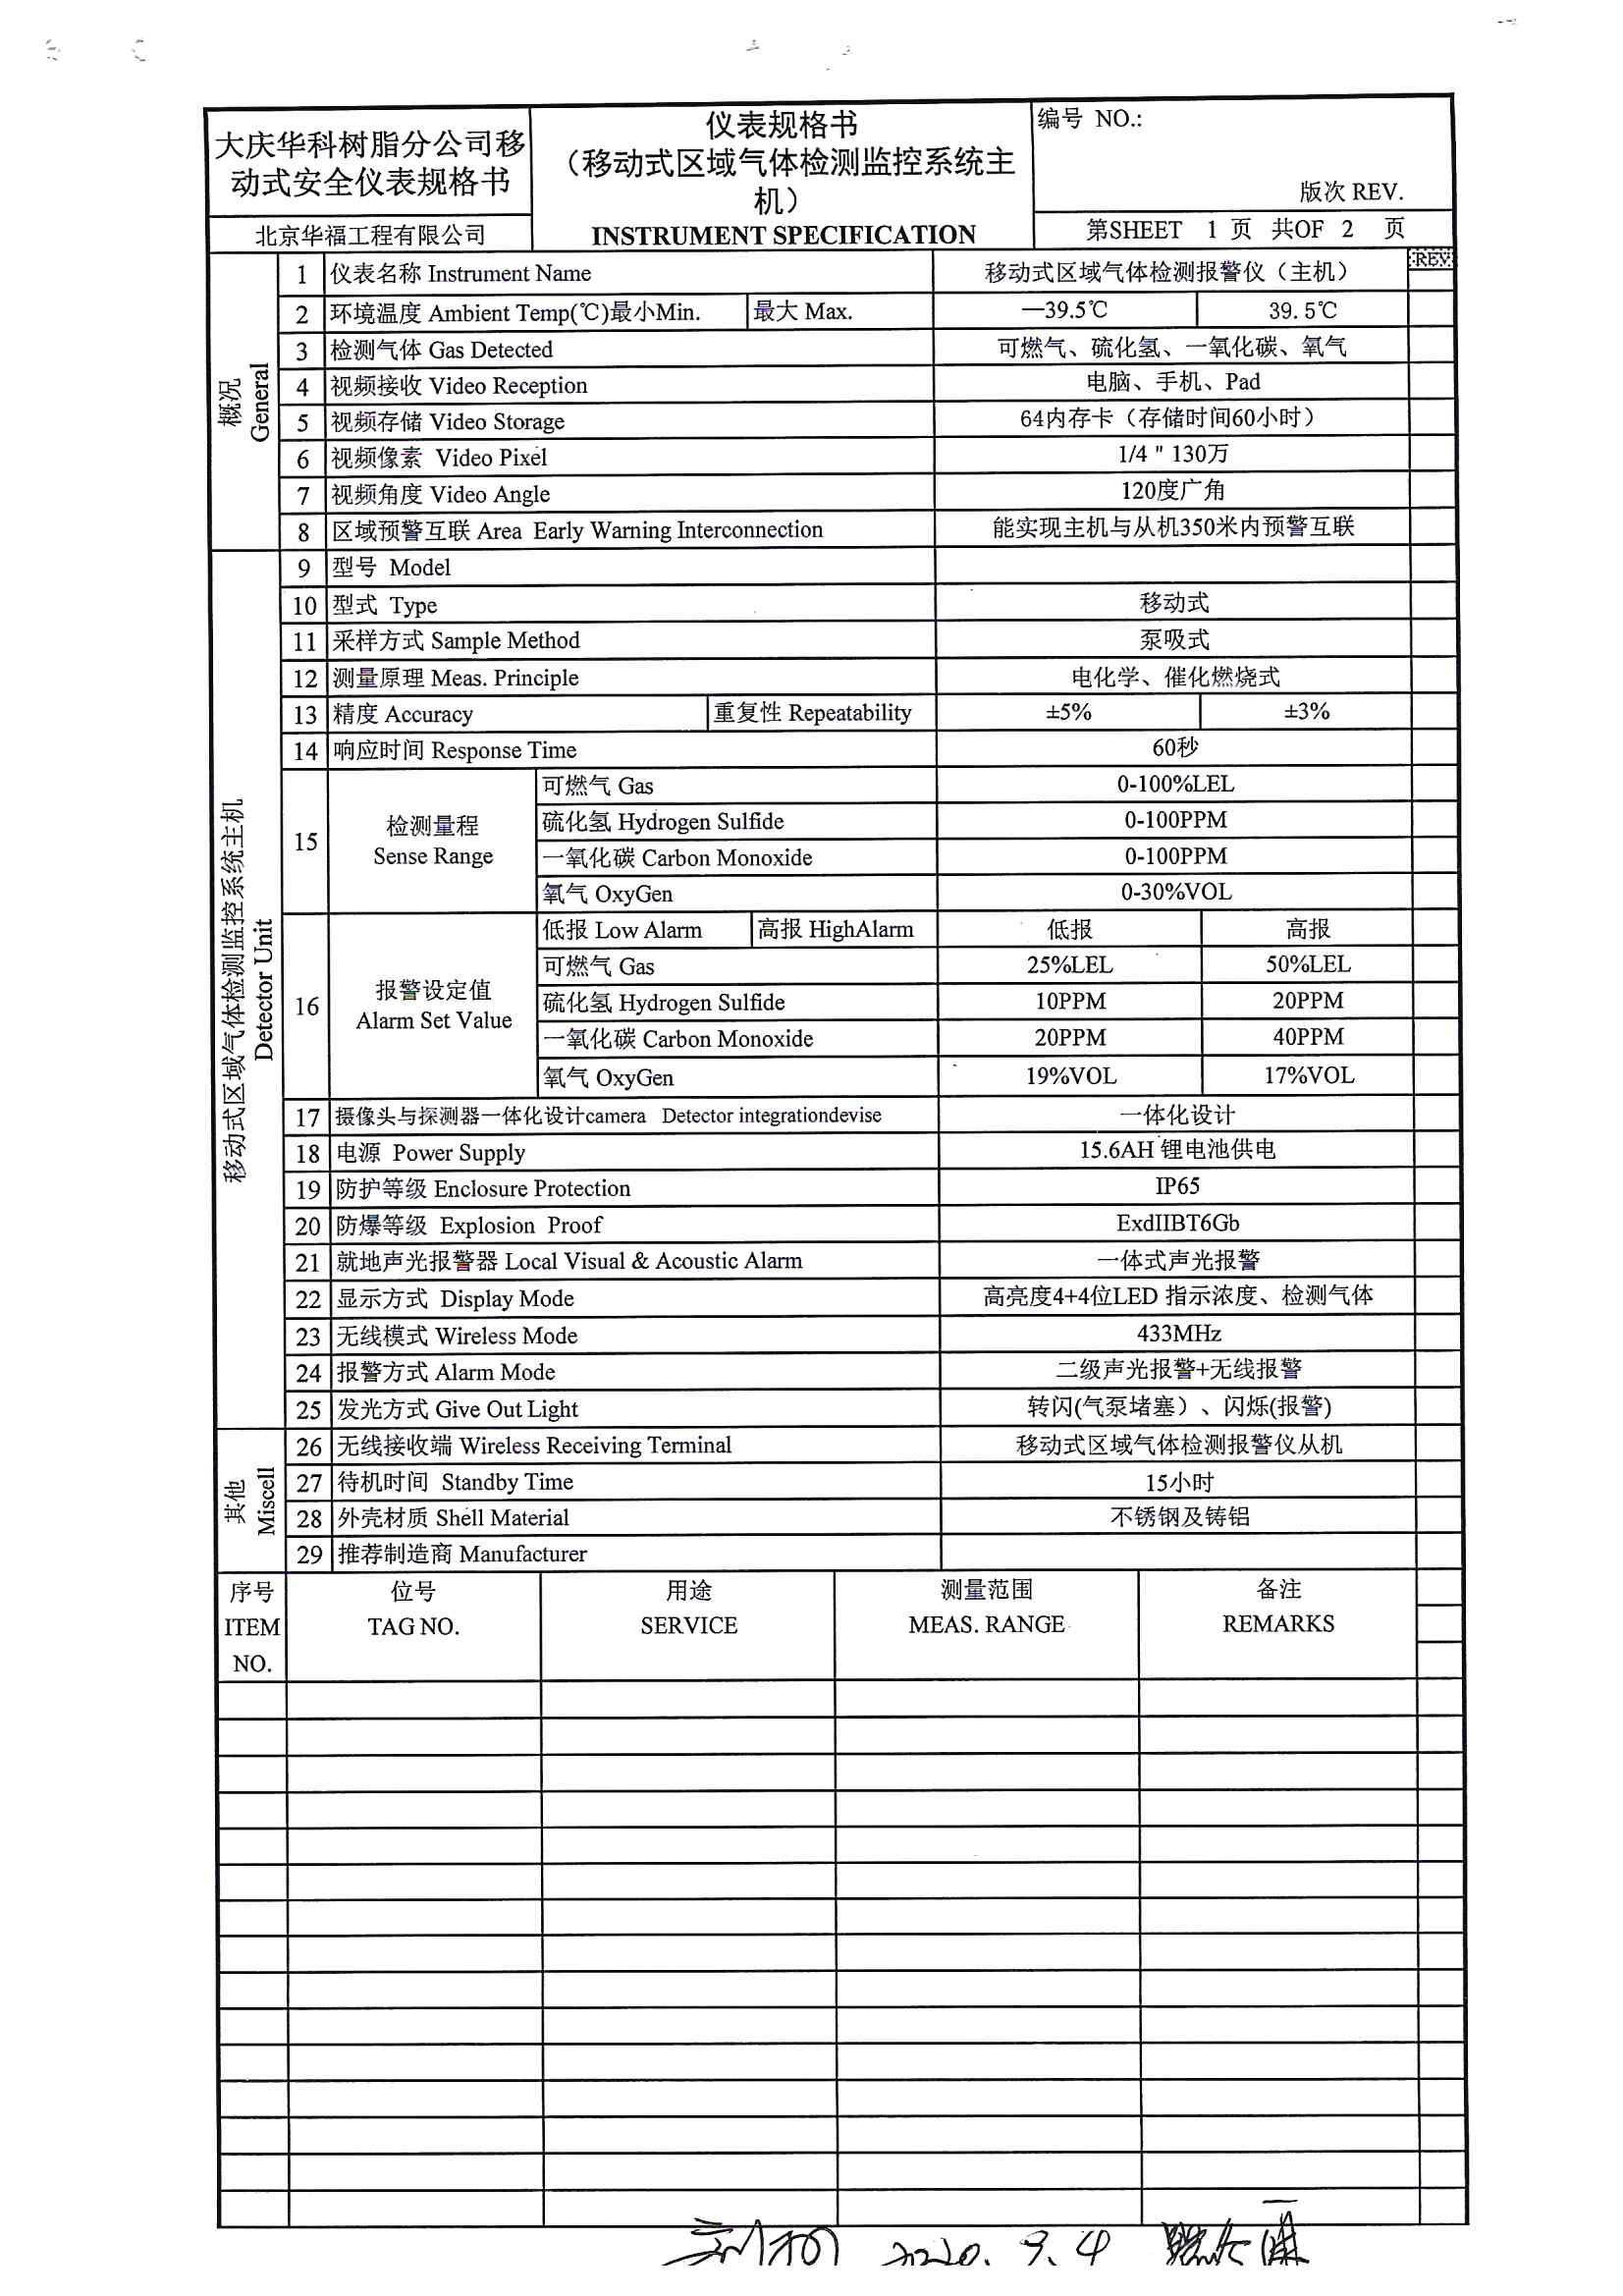 大庆华科树脂分公司移
动式安全仪表规格书
北京华福工程有限公司
仪表规格书
（移动式区域气体检测监控系统主
机）
INSTRUMENT SPECIFICATION
编号 NO.:
版次 REV.
第SHEET 1 页 共OF 2 页
REV.
概况
General
1 仪表名称 Instrument Name 移动式区域气体检测报警仪（主机）
2 环境温度 Ambient Temp(℃)最小Min. 最大 Max. —39.5℃ 39.5℃
3 检测气体 Gas Detected 可燃气、硫化氢、一氧化碳、氧气
4 视频接收 Video Reception 电脑、手机、Pad
5 视频存储 Video Storage 64内存卡（存储时间60小时）
6 视频像素 Video Pixel 1/4 " 130万
7 视频角度 Video Angle 120度广角
8 区域预警互联 Area Early Warning Interconnection 能实现主机与从机350米内预警互联
移动式区域气体检测监控系统主机
Detector Unit
9 型号 Model
10 型式 Type 移动式
11 采样方式 Sample Method 泵吸式
12 测量原理 Meas. Principle 电化学、催化燃烧式
13 精度 Accuracy 重复性 Repeatability ±5% ±3%
14 响应时间 Response Time 60秒
15 检测量程
Sense Range
可燃气 Gas 0-100%LEL
硫化氢 Hydrogen Sulfide 0-100PPM
一氧化碳 Carbon Monoxide 0-100PPM
氧气 OxyGen 0-30%VOL
16 报警设定值
Alarm Set Value
低报 Low Alarm 高报 HighAlarm 低报 高报
可燃气 Gas 25%LEL 50%LEL
硫化氢 Hydrogen Sulfide 10PPM 20PPM
一氧化碳 Carbon Monoxide 20PPM 40PPM
氧气 OxyGen 19%VOL 17%VOL
17 摄像头与探测器一体化设计camera Detector integrationdevise 一体化设计
18 电源 Power Supply 15.6AH 锂电池供电
19 防护等级 Enclosure Protection IP65
20 防爆等级 Explosion Proof ExdIIBT6Gb
21 就地声光报警器 Local Visual & Acoustic Alarm 一体式声光报警
22 显示方式 Display Mode 高亮度4+4位LED 指示浓度、检测气体
23 无线模式 Wireless Mode 433MHz
24 报警方式 Alarm Mode 二级声光报警+无线报警
25 发光方式 Give Out Light 转闪(气泵堵塞）、闪烁(报警)
其他
Miscell
26 无线接收端 Wireless Receiving Terminal 移动式区域气体检测报警仪从机
27 待机时间 Standby Time 15小时
28 外壳材质 Shell Material 不锈钢及铸铝
29 推荐制造商 Manufacturer
序号
ITEM
NO.
位号
TAG NO.
用途
SERVICE
测量范围
MEAS. RANGE
备注
REMARKS
2020. 3. 4